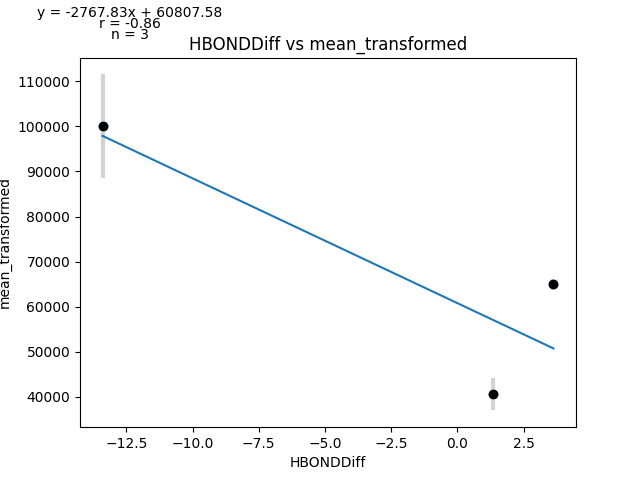 y = -2767.83x + 60807.58
r = -0.86
n = 3
HBONDDiff vs mean_transformed
110000
100000
90000
80000
70000
60000
50000
40000
mean_transformed
−12.5 −10.0 −7.5 −5.0 −2.5 0.0 2.5
HBONDDiff